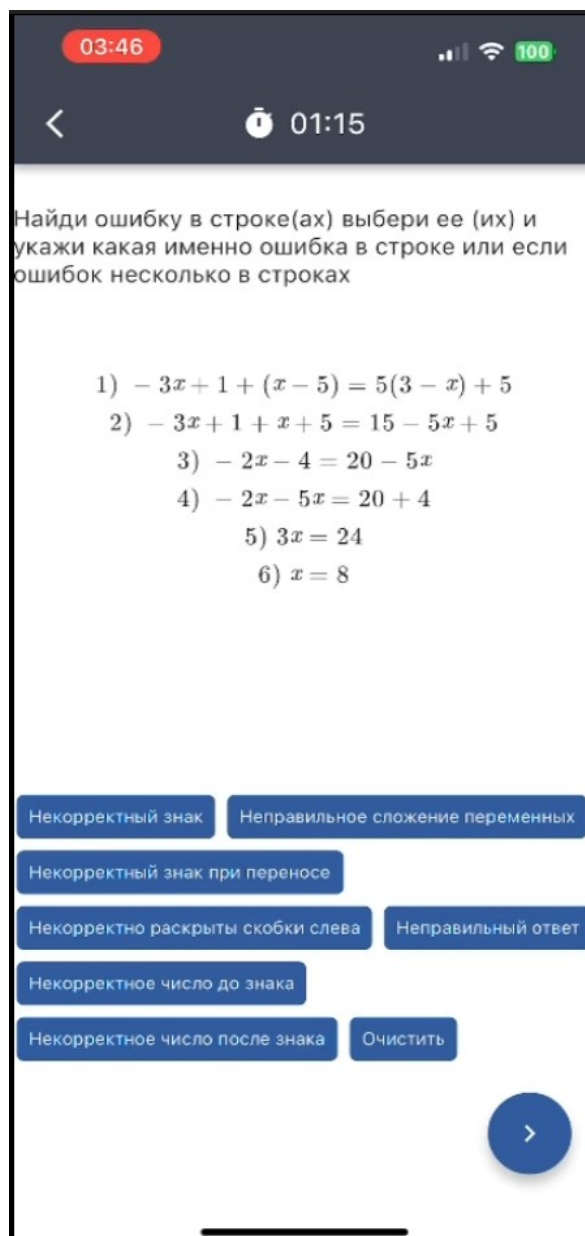 03:46
100
01:15
Найди ошибку в строке(ах) выбери ее (их) и
укажи какая именно ошибка в строке или если
ошибок несколько в строках
1) − 3x + 1 + (x − 5) = 5(3 − x) + 5
2) − 3x + 1 + x + 5 = 15 − 5x + 5
3) − 2x − 4 = 20 − 5x
4) − 2x − 5x = 20 + 4
5) 3x = 24
6) x = 8
Некорректный знак Неправильное сложение переменных
Некорректный знак при переносе
Некорректно раскрыты скобки слева Неправильный ответ
Некорректное число до знака
Некорректное число после знака Очистить